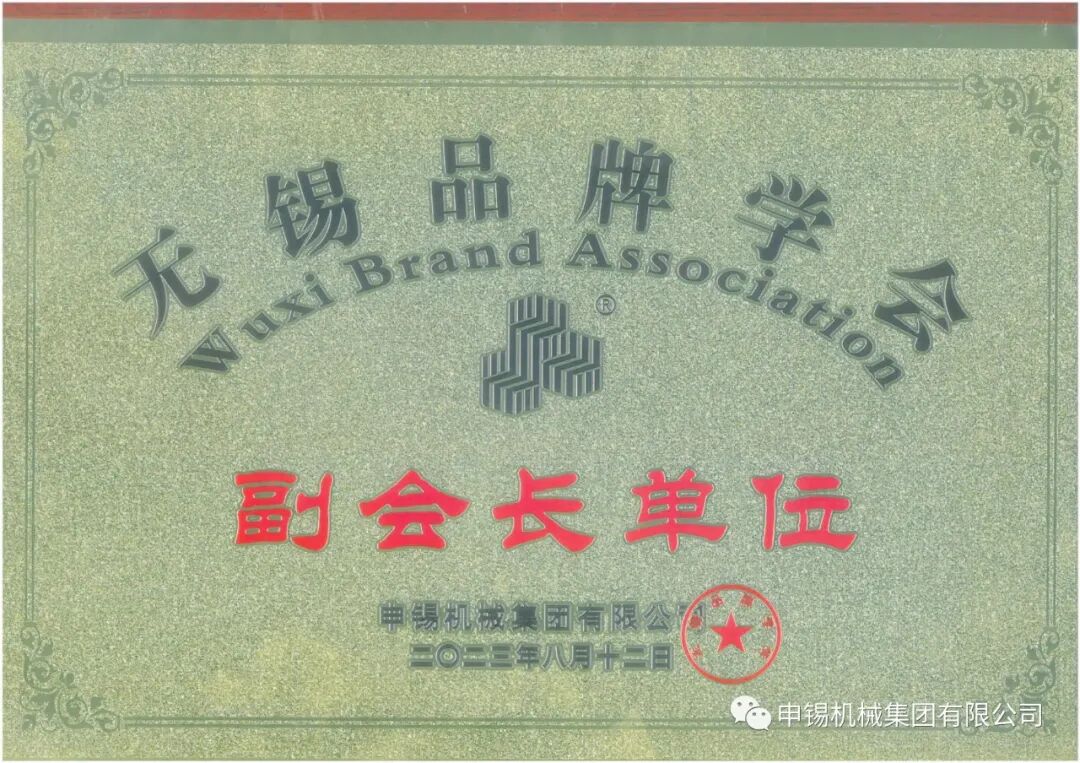 无锡品牌学会
Wuxi Brand Association
®
副会长单位
申锡机械集团有限公司
二〇二三年八月十二日
申锡机械集团有限公司